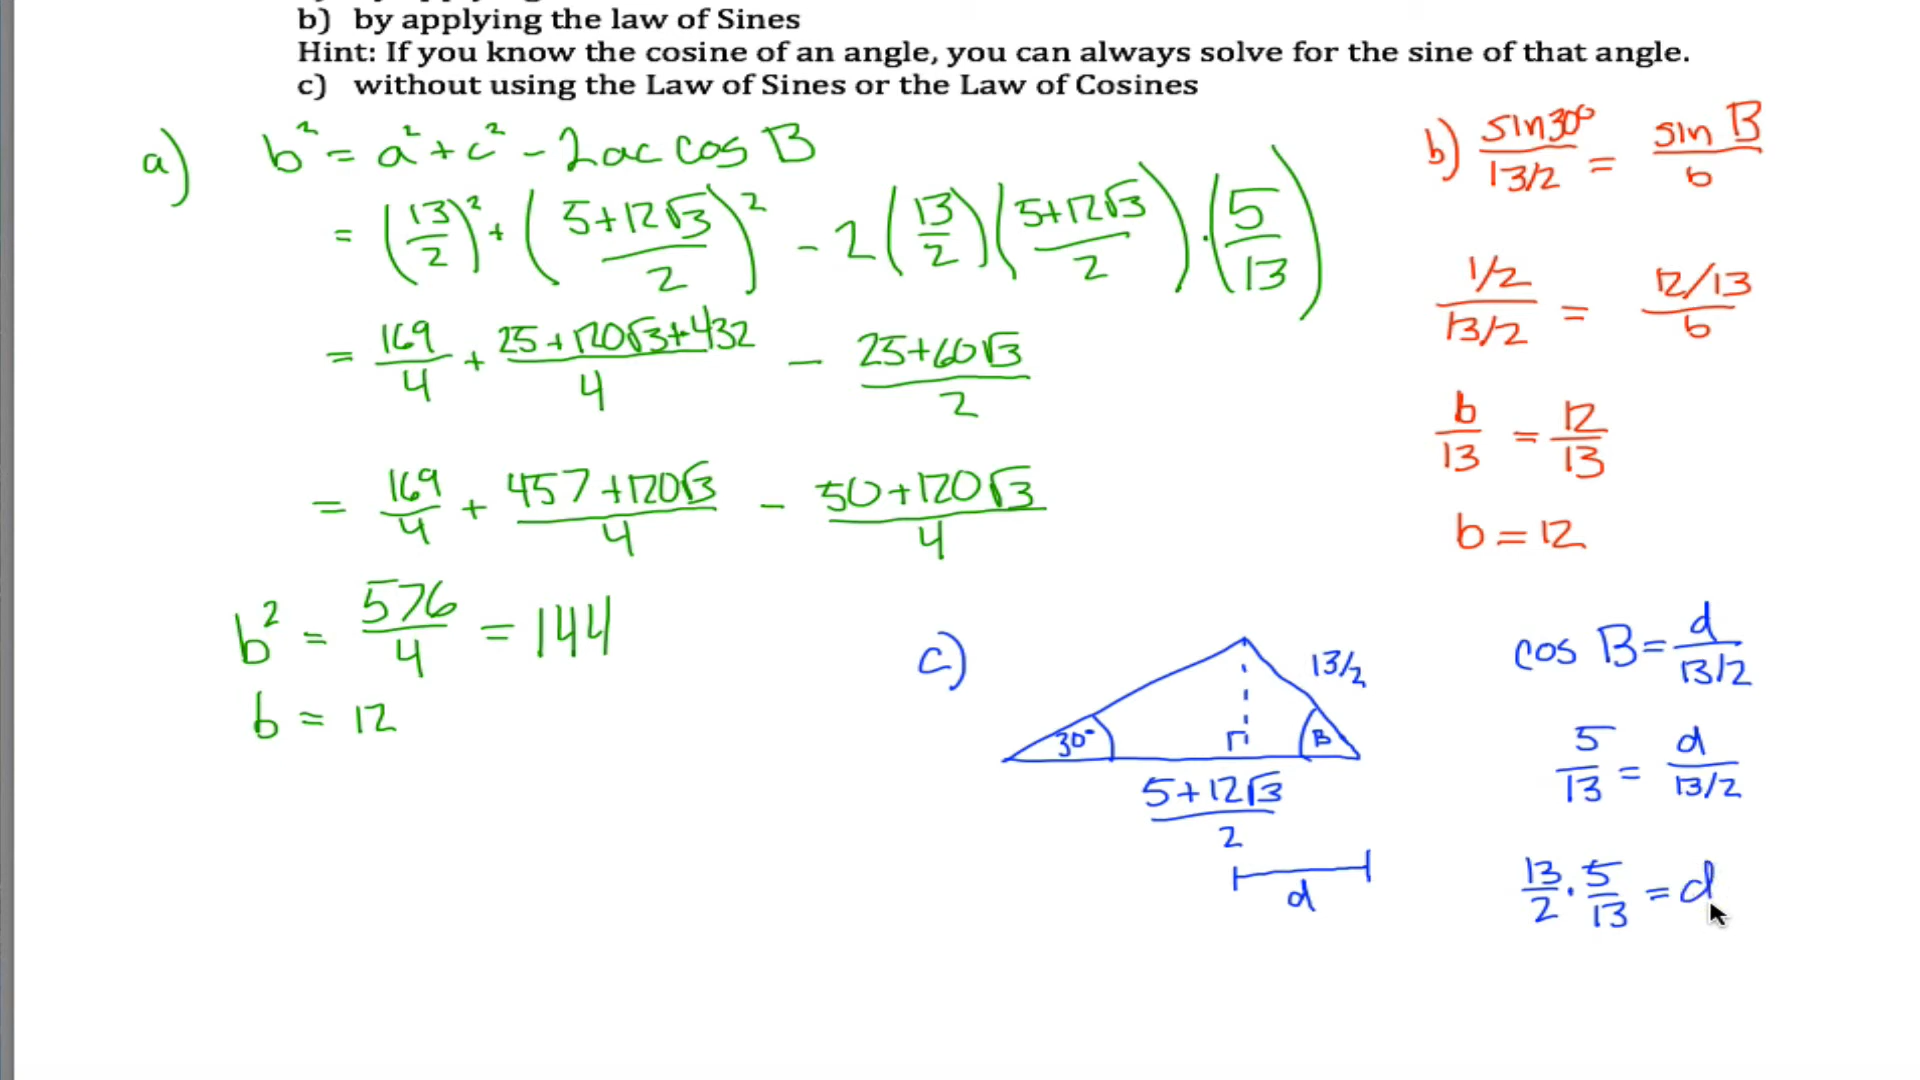 b) by applying the law of Sines
Hint: If you know the cosine of an angle, you can always solve for the sine of that angle.
c) without using the Law of Sines or the Law of Cosines
a) b² = a² + c² - 2ac cos B
= (13/2)² + ((5+12√3)/2)² - 2(13/2)((5+12√3)/2)·(5/13)
= 169/4 + (25+120√3+432)/4 - (25+60√3)/2
= 169/4 + (457+120√3)/4 - (50+120√3)/4
b² = 576/4 = 144
b = 12
b) sin30°/(13/2) = sin B/b
(1/2)/(13/2) = (12/13)/b
b/13 = 12/13
b = 12
c)
13/2
30°
B
(5+12√3)/2
d
cos B = d/(13/2)
5/13 = d/(13/2)
13/2 · 5/13 = d